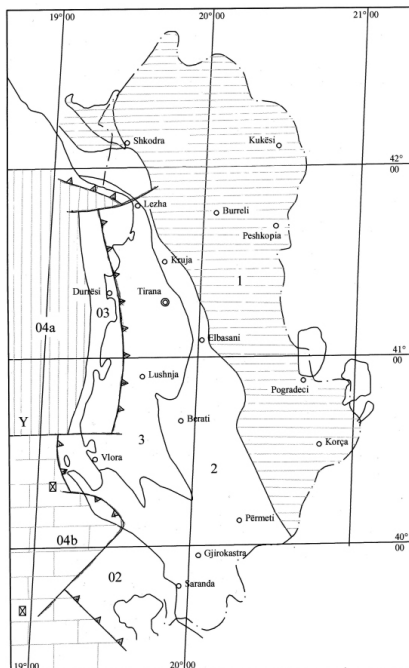 19° 00
20° 00
21° 00
Shkodra
Kukësi
42° 00
Lezha
Burreli
Peshkopia
Kruja
1
Durrësi
Tirana
03
04a
Elbasani
41° 00
Lushnja
Pogradeci
Y
Berati
3
Korça
Vlora
2
Përmeti
04b
40° 00
Gjirokastra
02
Saranda
19° 00
20° 00